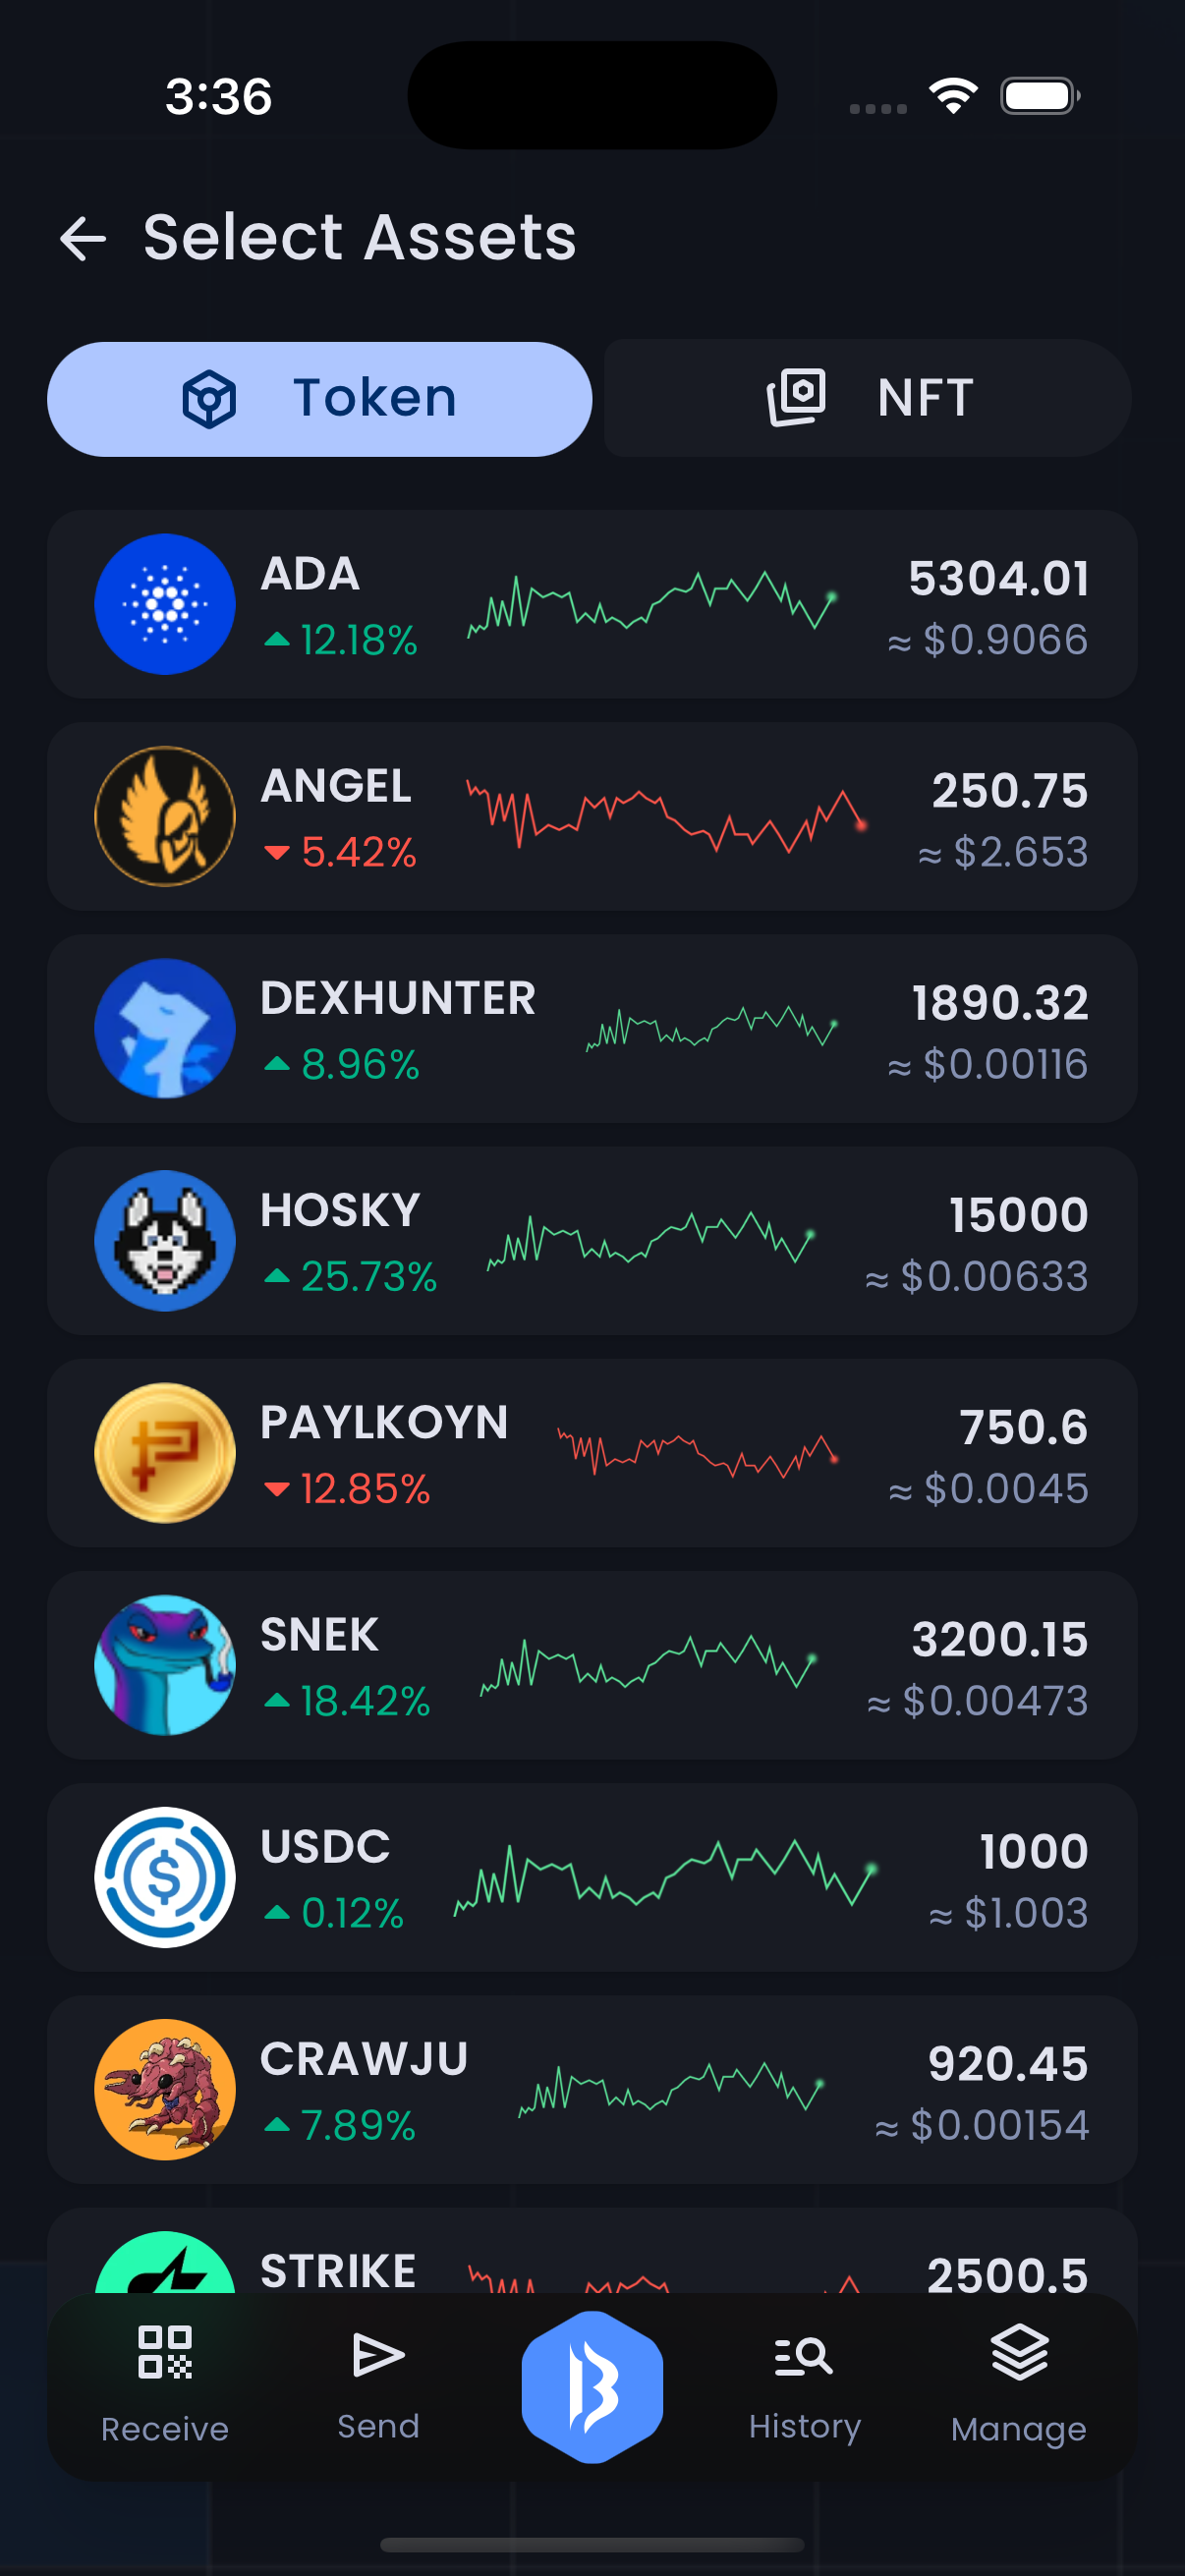 3:36
Select Assets
Token
NFT
ADA
5304.01
12.18%
≈ $0.9066
ANGEL
250.75
5.42%
≈ $2.653
DEXHUNTER
1890.32
8.96%
≈ $0.00116
HOSKY
15000
25.73%
≈ $0.00633
PAYLKOYN
750.6
12.85%
≈ $0.0045
SNEK
3200.15
18.42%
≈ $0.00473
USDC
1000
0.12%
≈ $1.003
CRAWJU
920.45
7.89%
≈ $0.00154
STRIKE
2500.5
Receive
Send
History
Manage